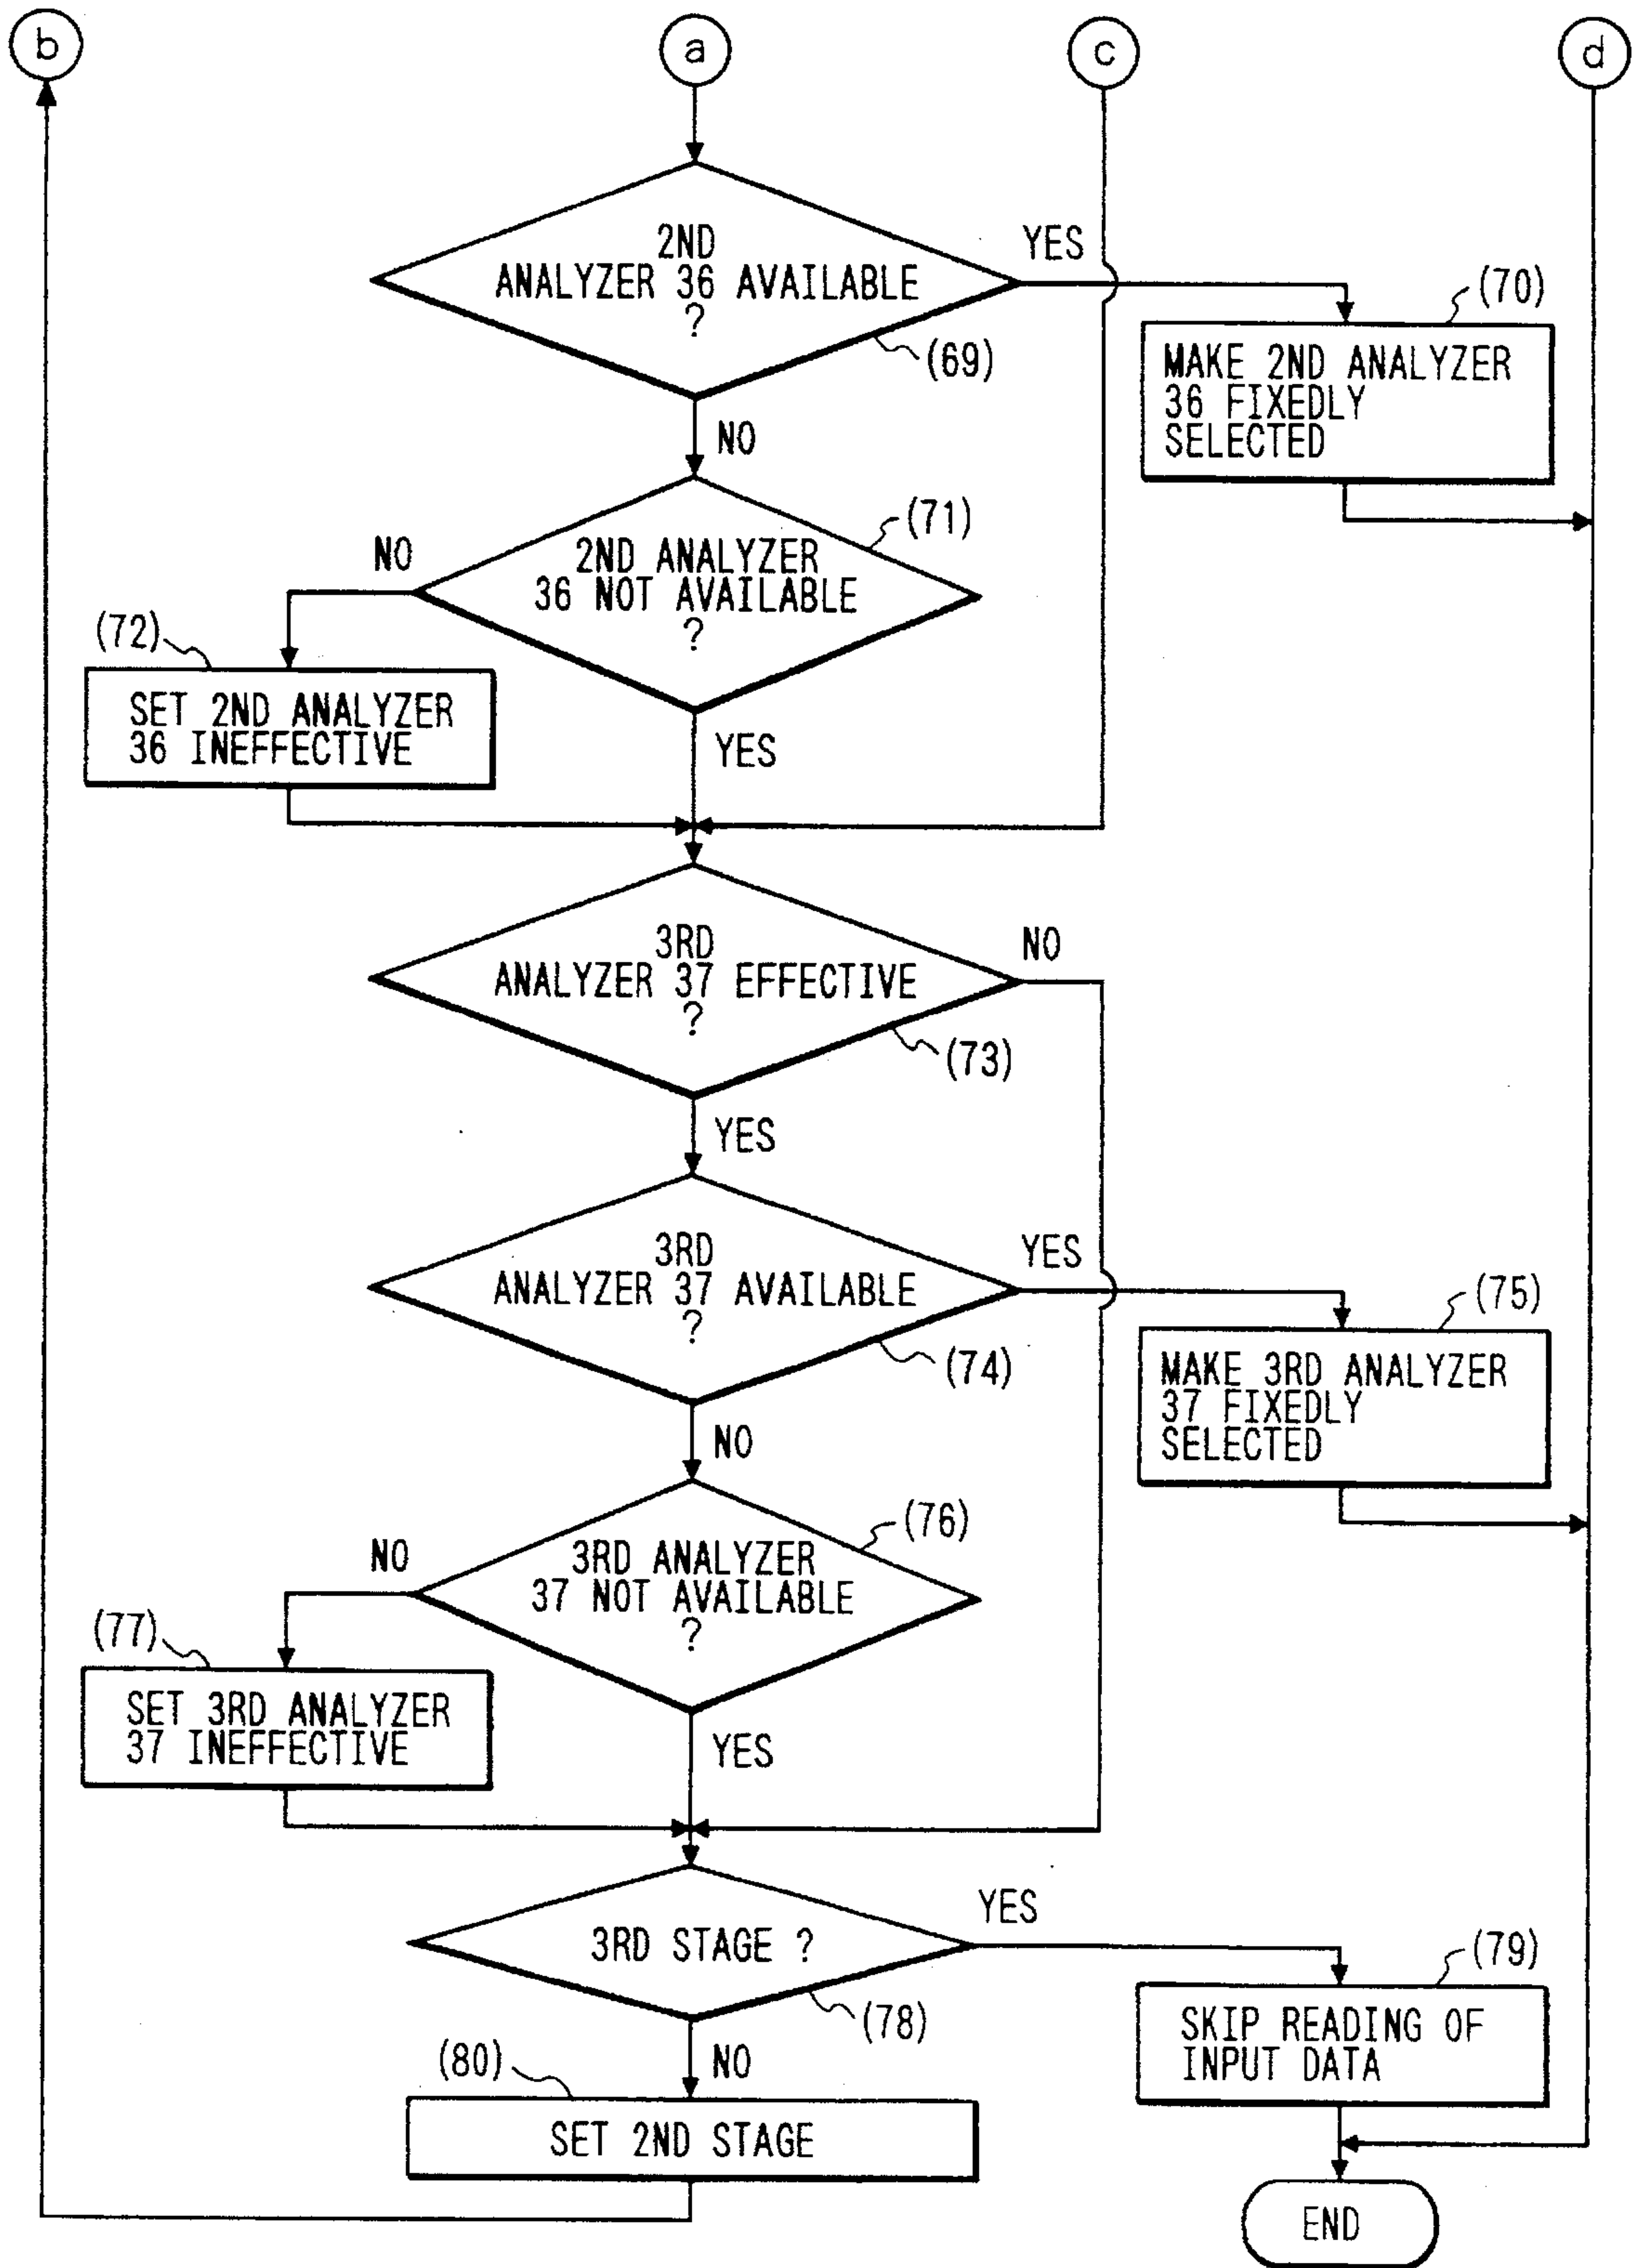 b
a
c
d
2ND
ANALYZER 36 AVAILABLE
?
YES
(69)
(70)
MAKE 2ND ANALYZER
36 FIXEDLY
SELECTED
NO
(71)
2ND ANALYZER
36 NOT AVAILABLE
?
NO
(72)
SET 2ND ANALYZER
36 INEFFECTIVE
YES
3RD
ANALYZER 37 EFFECTIVE
?
NO
(73)
YES
3RD
ANALYZER 37 AVAILABLE
?
YES
(74)
(75)
MAKE 3RD ANALYZER
37 FIXEDLY
SELECTED
NO
(76)
3RD ANALYZER
37 NOT AVAILABLE
?
NO
(77)
SET 3RD ANALYZER
37 INEFFECTIVE
YES
3RD STAGE ?
YES
(78)
(79)
SKIP READING OF
INPUT DATA
NO
(80)
SET 2ND STAGE
END